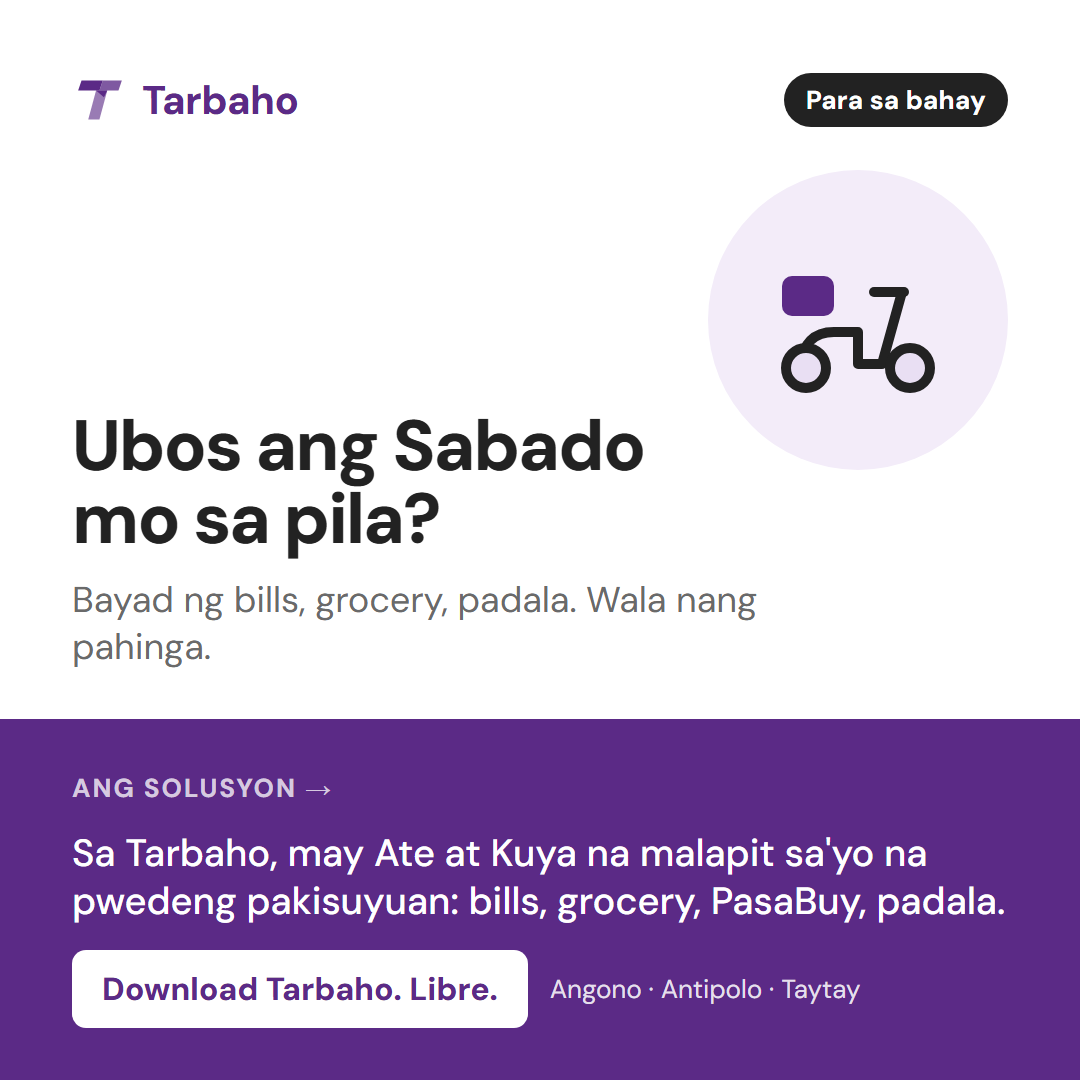 Tarbaho
Para sa bahay
Ubos ang Sabado
mo sa pila?
Bayad ng bills, grocery, padala. Wala nang
pahinga.
ANG SOLUSYON →
Sa Tarbaho, may Ate at Kuya na malapit sa'yo na
pwedeng pakisuyuan: bills, grocery, PasaBuy, padala.
Download Tarbaho. Libre.
Angono · Antipolo · Taytay